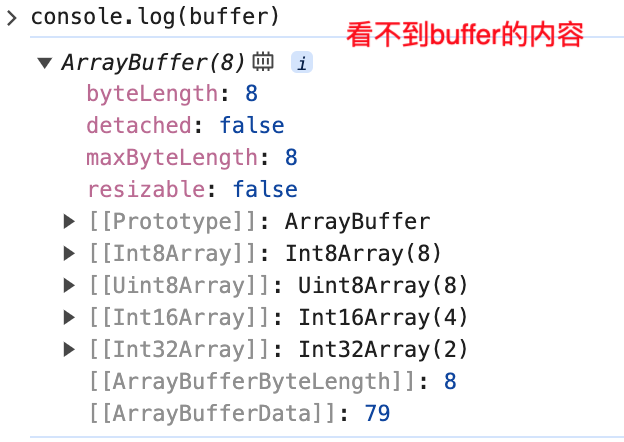 > console.log(buffer)
看不到buffer的内容
▼ ArrayBuffer(8) i
byteLength: 8
detached: false
maxByteLength: 8
resizable: false
▶ [[Prototype]]: ArrayBuffer
▶ [[Int8Array]]: Int8Array(8)
▶ [[Uint8Array]]: Uint8Array(8)
▶ [[Int16Array]]: Int16Array(4)
▶ [[Int32Array]]: Int32Array(2)
[[ArrayBufferByteLength]]: 8
[[ArrayBufferData]]: 79